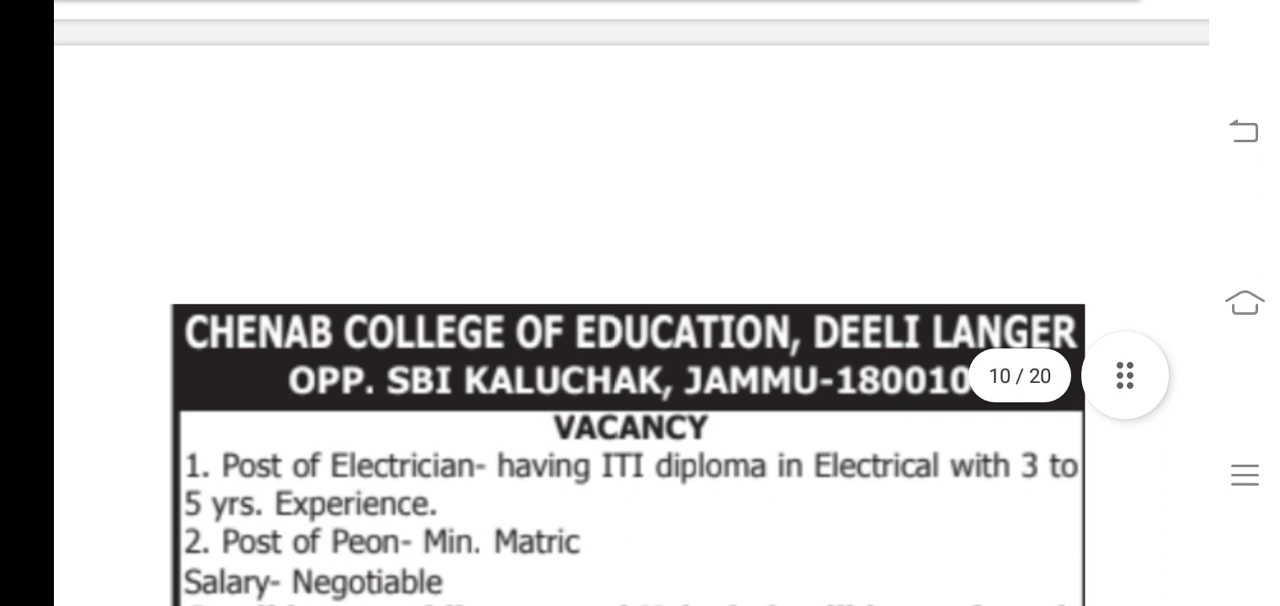 CHENAB COLLEGE OF EDUCATION, DEELI LANGER
OPP. SBI KALUCHAK, JAMMU-180010
10 / 20
VACANCY
1. Post of Electrician- having ITI diploma in Electrical with 3 to
5 yrs. Experience.
2. Post of Peon- Min. Matric
Salary- Negotiable